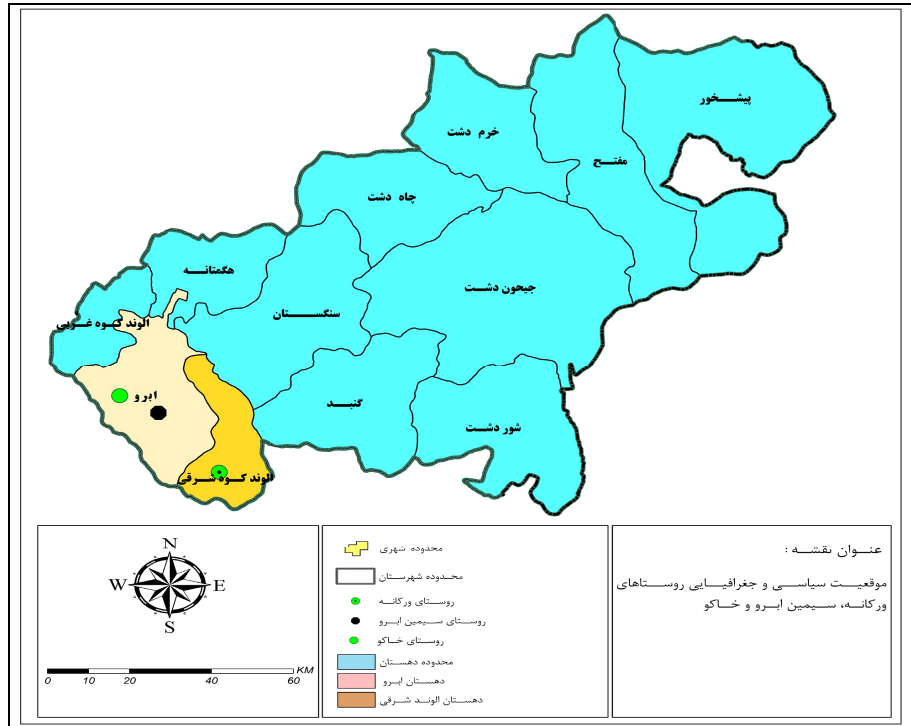 پیشخور
خرم دشت
مفتح
چاه دشت
هگمتانه
جیحون دشت
سنگستان
الوند کوه غربی
ابرو
گنبد
شور دشت
الوند کوه شرقی
N
W E
S
0 10 20 40 60 KM
محدوده شهری
محدوده شهرستان
روستای ورکانه
روستای سیمین ابرو
روستای خاکو
محدوده دهستان
دهستان ابرو
دهستان الوند شرقی
عنوان نقشه :
موقعیت سیاسی و جغرافیایی روستاهای
ورکانه، سیمین ابرو و خاکو